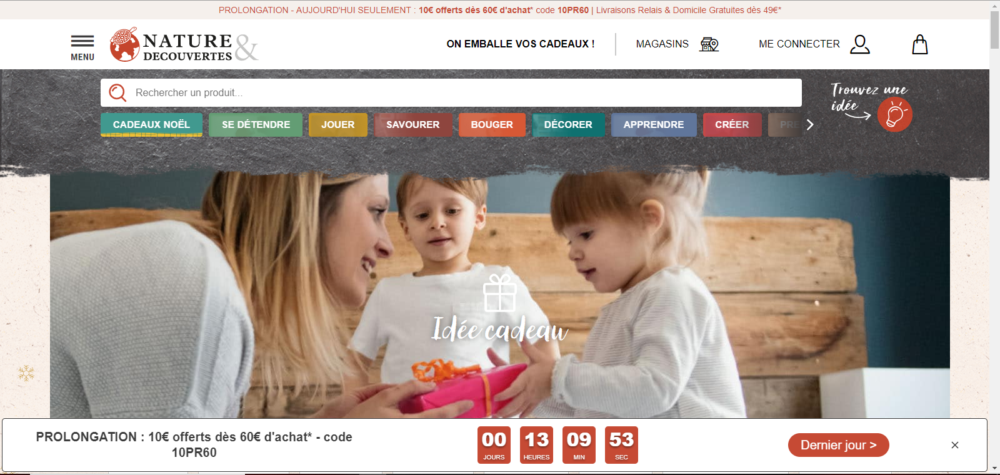 PROLONGATION - AUJOURD'HUI SEULEMENT : 10€ offerts dès 60€ d'achat* code 10PR60 | Livraisons Relais & Domicile Gratuites dès 49€*
MENU
NATURE &
DECOUVERTES
ON EMBALLE VOS CADEAUX !
MAGASINS
ME CONNECTER
Rechercher un produit...
Trouvez une
idée
CADEAUX NOËL
SE DÉTENDRE
JOUER
SAVOURER
BOUGER
DÉCORER
APPRENDRE
CRÉER
Idée cadeau
PROLONGATION : 10€ offerts dès 60€ d'achat* - code
10PR60
00 13 09 53
JOURS HEURES MIN SEC
Dernier jour >